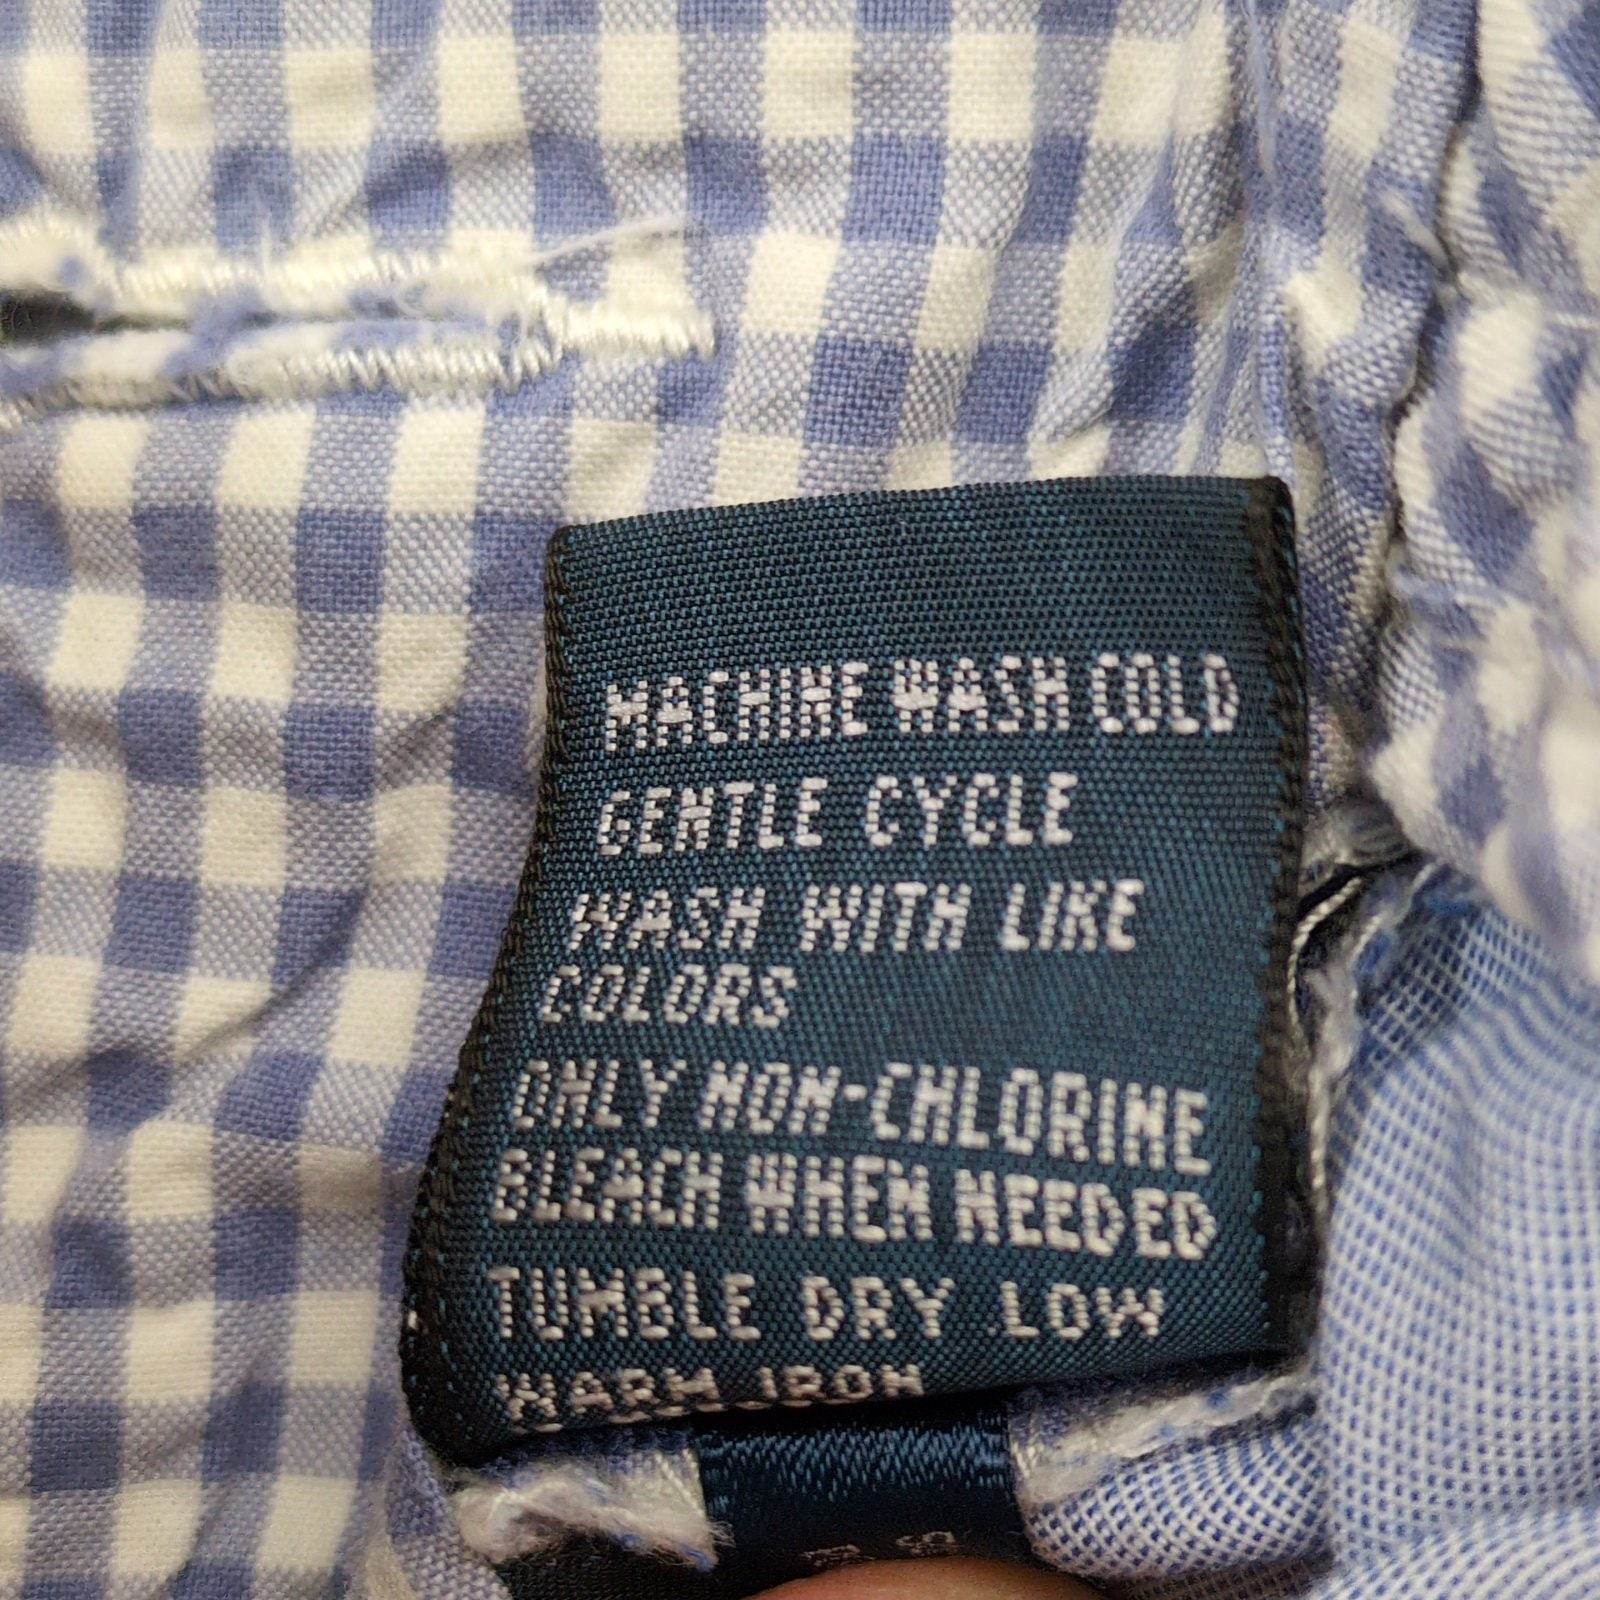 MACHINE WASH COLD
GENTLE CYCLE
WASH WITH LIKE
COLORS
ONLY NON-CHLORINE
BLEACH WHEN NEEDED
TUMBLE DRY LOW
WARM IRON